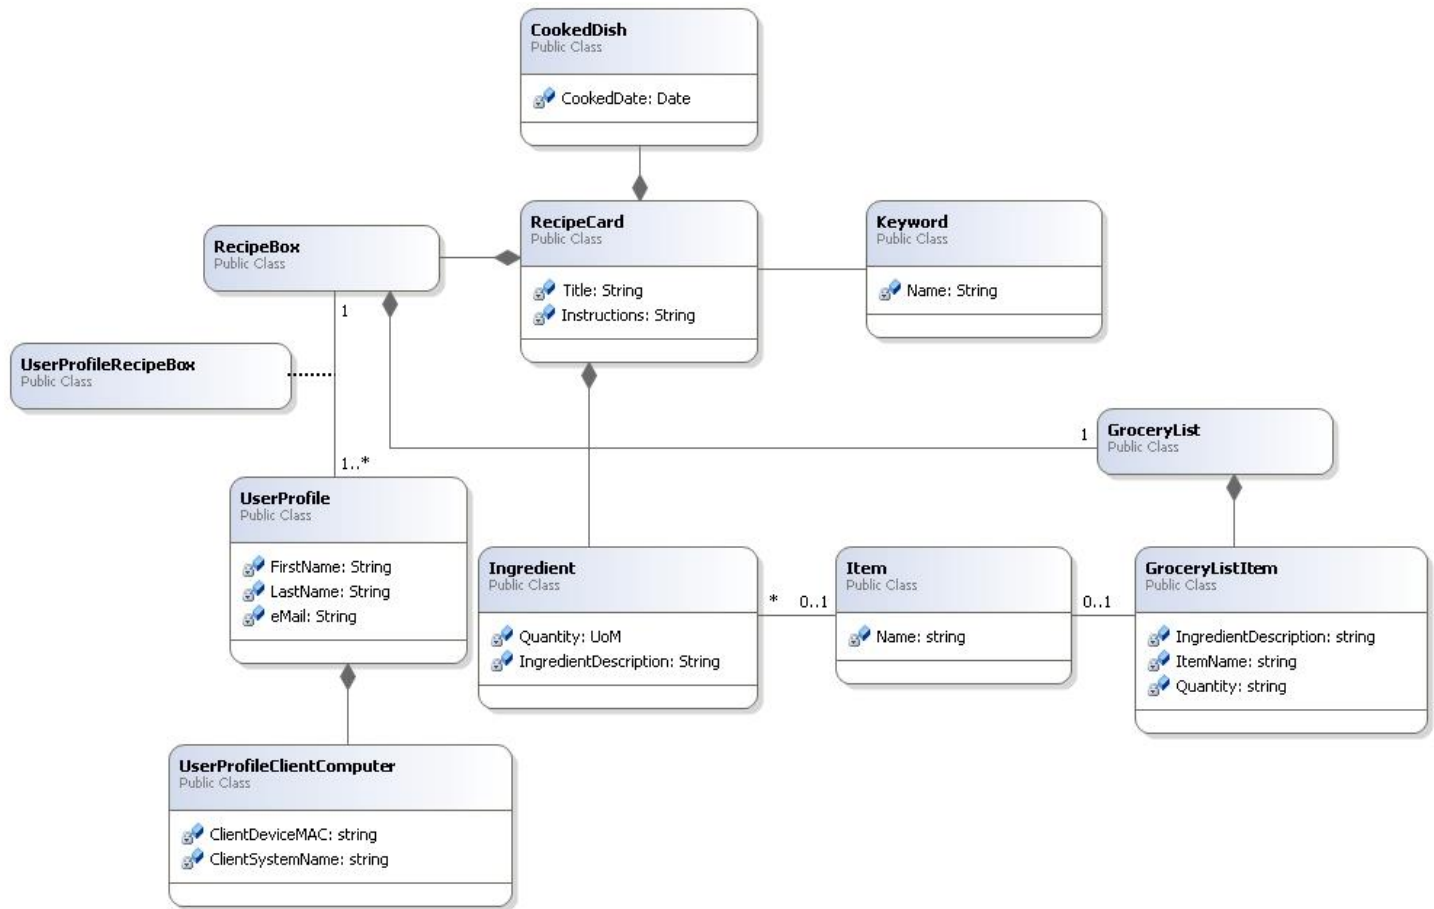 CookedDish
Public Class
CookedDate: Date
RecipeCard
Public Class
Title: String
Instructions: String
Keyword
Public Class
Name: String
RecipeBox
Public Class
1
UserProfileRecipeBox
Public Class
1..*
GroceryList
Public Class
1
UserProfile
Public Class
FirstName: String
LastName: String
eMail: String
Ingredient
Public Class
Quantity: UoM
IngredientDescription: String
* 0..1
Item
Public Class
Name: string
0..1
GroceryListItem
Public Class
IngredientDescription: string
ItemName: string
Quantity: string
UserProfileClientComputer
Public Class
ClientDeviceMAC: string
ClientSystemName: string